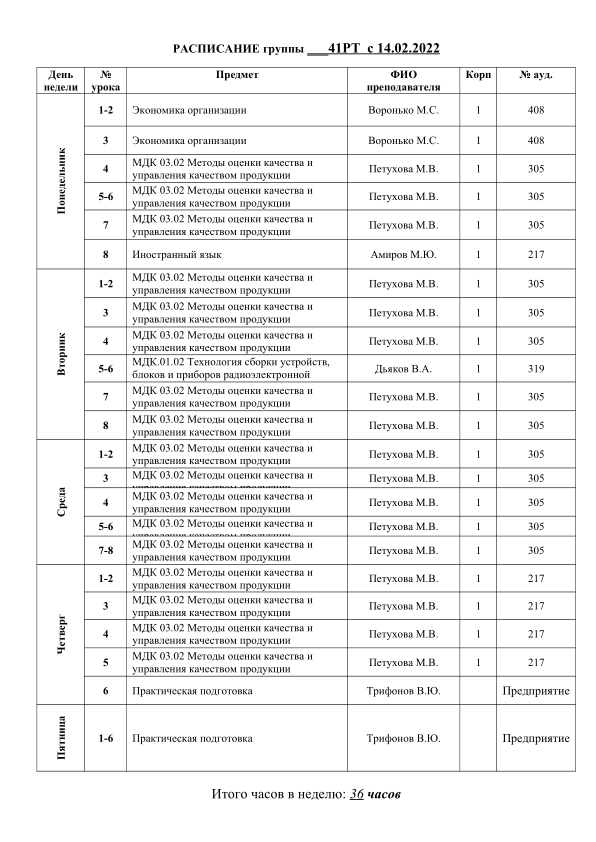 РАСПИСАНИЕ группы ___41РТ с 14.02.2022
День недели № урока Предмет ФИО преподавателя Корп № ауд.
Понедельник
1-2 Экономика организации Воронько М.С. 1 408
3 Экономика организации Воронько М.С. 1 408
4 МДК 03.02 Методы оценки качества и управления качеством продукции Петухова М.В. 1 305
5-6 МДК 03.02 Методы оценки качества и управления качеством продукции Петухова М.В. 1 305
7 МДК 03.02 Методы оценки качества и управления качеством продукции Петухова М.В. 1 305
8 Иностранный язык Амиров М.Ю. 1 217
Вторник
1-2 МДК 03.02 Методы оценки качества и управления качеством продукции Петухова М.В. 1 305
3 МДК 03.02 Методы оценки качества и управления качеством продукции Петухова М.В. 1 305
4 МДК 03.02 Методы оценки качества и управления качеством продукции Петухова М.В. 1 305
5-6 МДК.01.02 Технология сборки устройств, блоков и приборов радиоэлектронной Дьяков В.А. 1 319
7 МДК 03.02 Методы оценки качества и управления качеством продукции Петухова М.В. 1 305
8 МДК 03.02 Методы оценки качества и управления качеством продукции Петухова М.В. 1 305
Среда
1-2 МДК 03.02 Методы оценки качества и управления качеством продукции Петухова М.В. 1 305
3 МДК 03.02 Методы оценки качества и управления качеством продукции Петухова М.В. 1 305
4 МДК 03.02 Методы оценки качества и управления качеством продукции Петухова М.В. 1 305
5-6 МДК 03.02 Методы оценки качества и управления качеством продукции Петухова М.В. 1 305
7-8 МДК 03.02 Методы оценки качества и управления качеством продукции Петухова М.В. 1 305
Четверг
1-2 МДК 03.02 Методы оценки качества и управления качеством продукции Петухова М.В. 1 217
3 МДК 03.02 Методы оценки качества и управления качеством продукции Петухова М.В. 1 217
4 МДК 03.02 Методы оценки качества и управления качеством продукции Петухова М.В. 1 217
5 МДК 03.02 Методы оценки качества и управления качеством продукции Петухова М.В. 1 217
6 Практическая подготовка Трифонов В.Ю. Предприятие
Пятница
1-6 Практическая подготовка Трифонов В.Ю. Предприятие
Итого часов в неделю: 36 часов